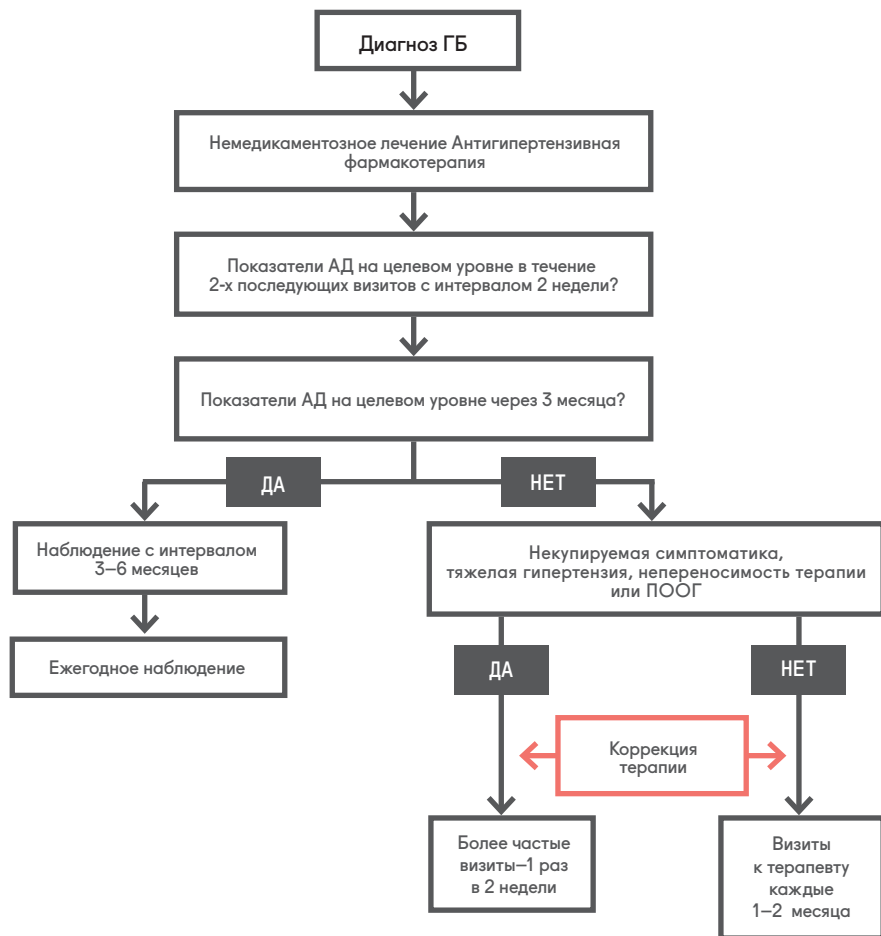 Диагноз ГБ
Немедикаментозное лечение Антигипертензивная
фармакотерапия
Показатели АД на целевом уровне в течение
2-х последующих визитов с интервалом 2 недели?
Показатели АД на целевом уровне через 3 месяца?
ДА
НЕТ
Наблюдение с интервалом
3–6 месяцев
Некупируемая симптоматика,
тяжелая гипертензия, непереносимость терапии
или ПООГ
Ежегодное наблюдение
ДА
НЕТ
Коррекция
терапии
Более частые
визиты–1 раз
в 2 недели
Визиты
к терапевту
каждые
1–2 месяца